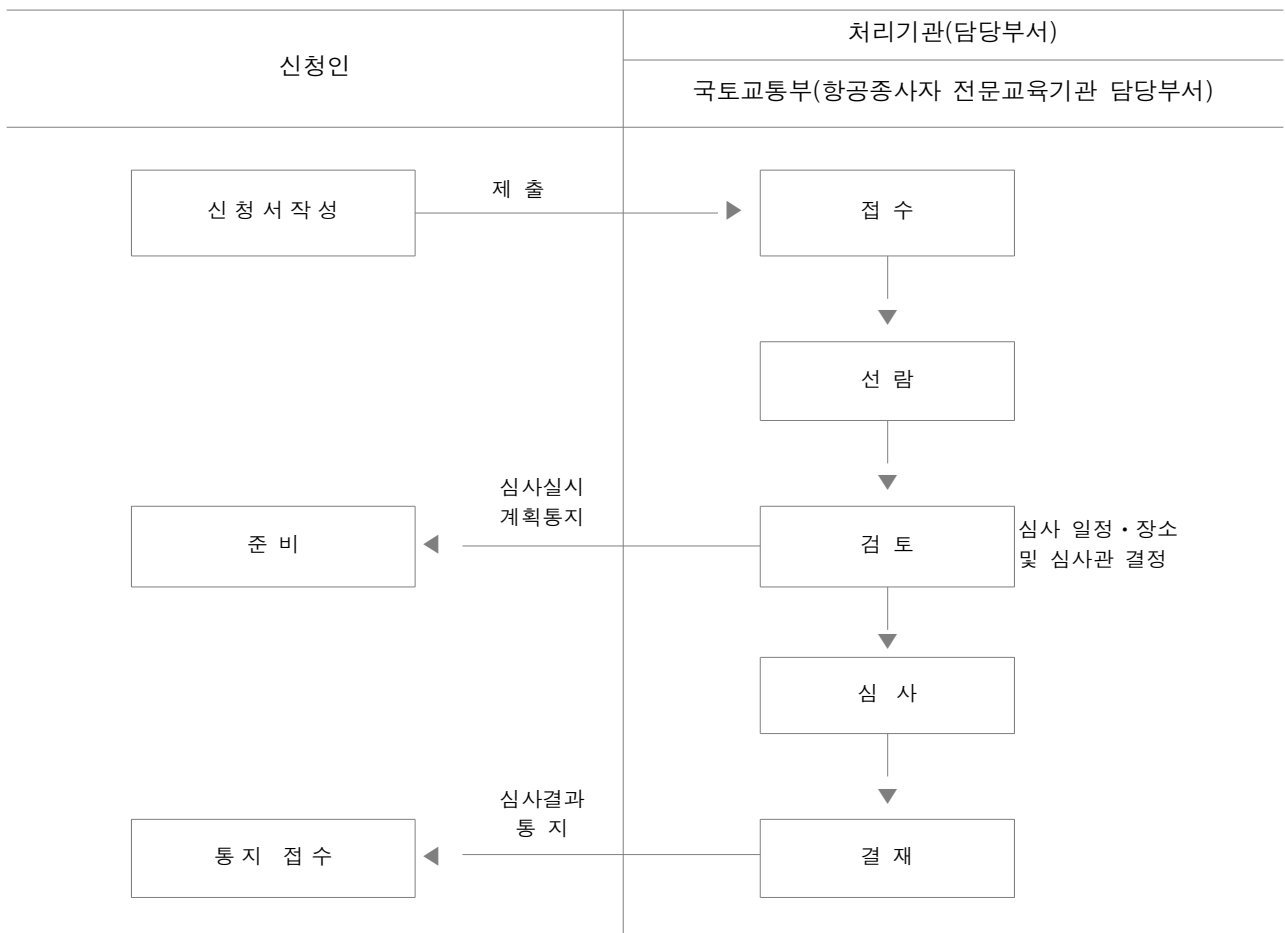 신청인
처리기관(담당부서)
국토교통부(항공종사자 전문교육기관 담당부서)
신 청 서 작 성
제 출
접 수
선 람
심사실시
계획통지
준 비
검 토
심사 일정·장소
및 심사관 결정
심 사
심사결과
통 지
통 지 접 수
결 재